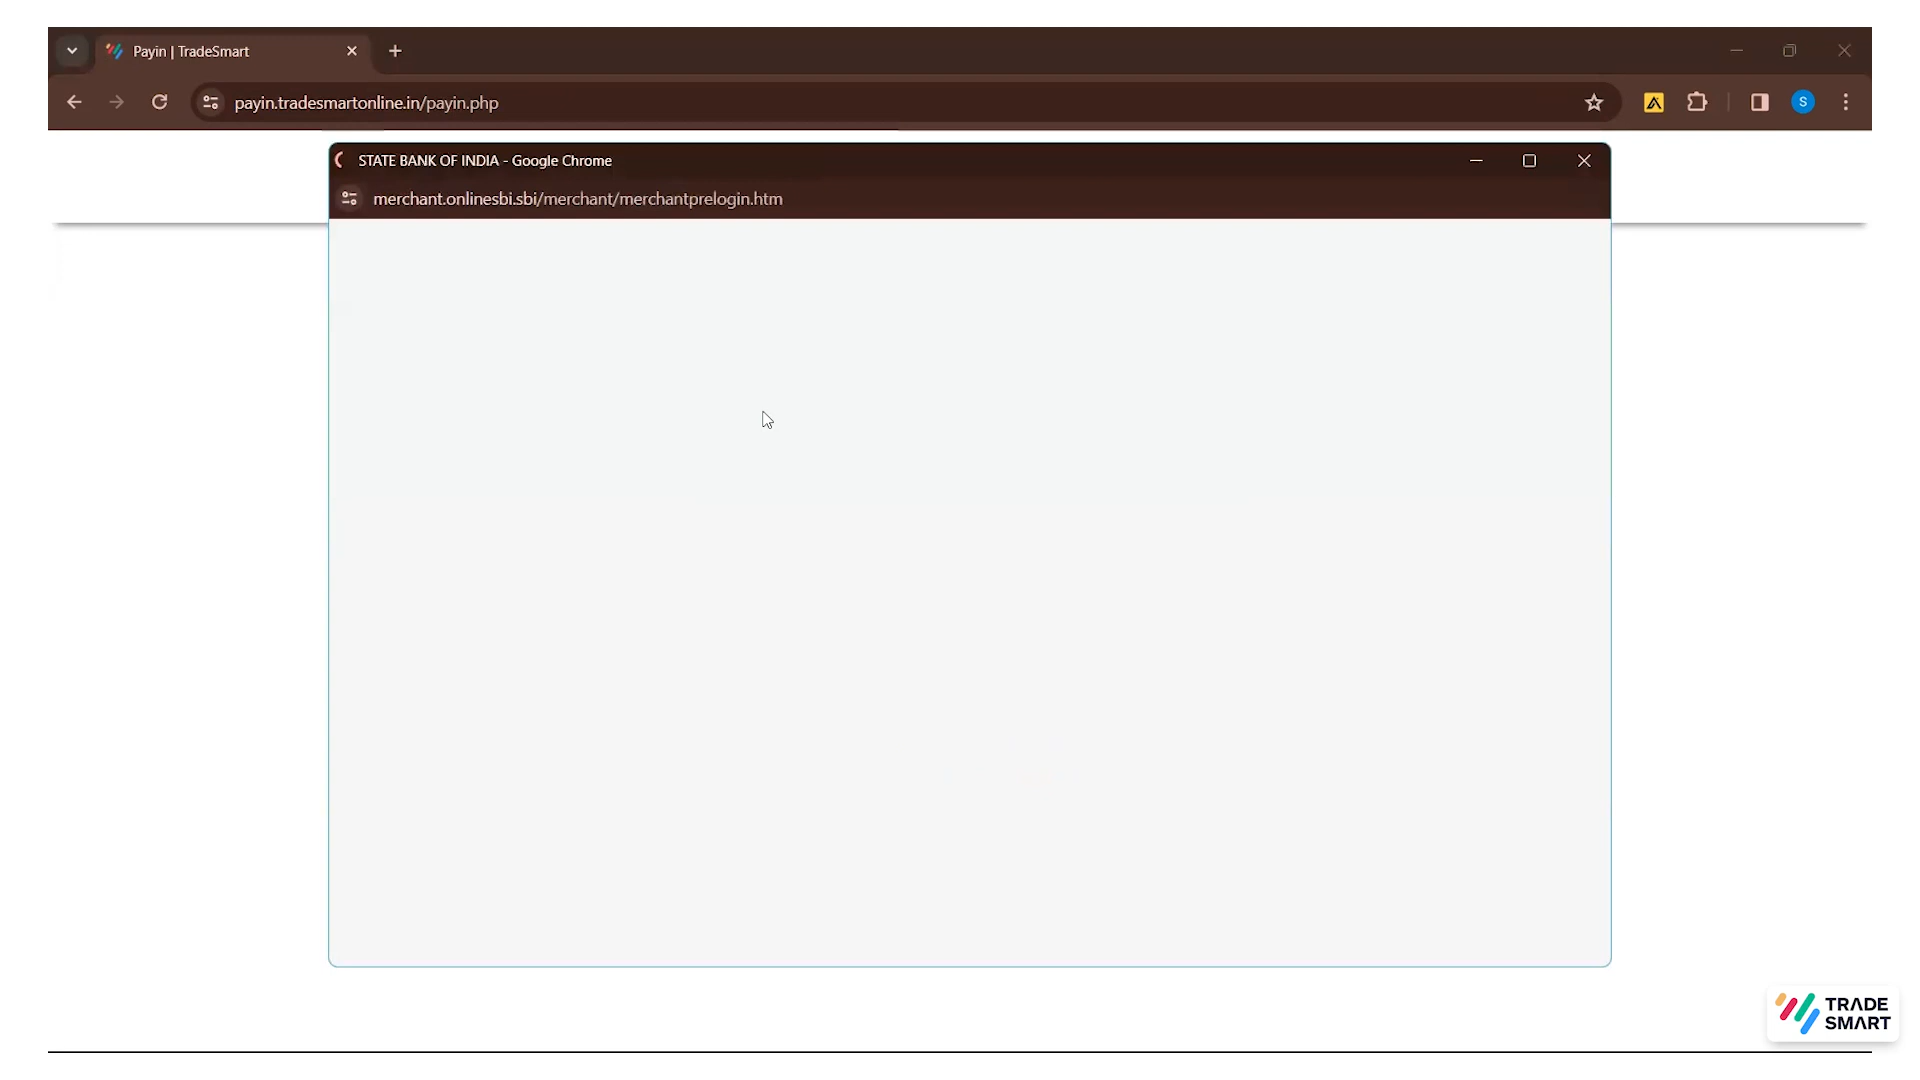 Payin | TradeSmart
payin.tradesmartonline.in/payin.php
S
STATE BANK OF INDIA - Google Chrome
merchant.onlinesbi.sbi/merchant/merchantprelogin.htm
TRADE
SMART